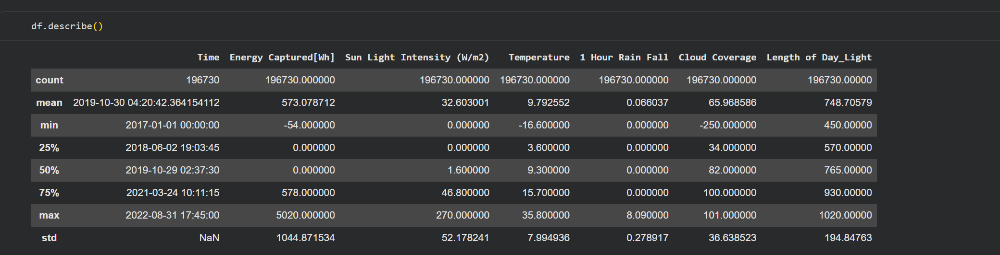 df.describe()
Time Energy Captured[Wh] Sun Light Intensity (W/m2) Temperature 1 Hour Rain Fall Cloud Coverage Length of Day_Light
count 196730 196730.000000 196730.000000 196730.000000 196730.000000 196730.000000 196730.00000
mean 2019-10-30 04:20:42.364154112 573.078712 32.603001 9.792552 0.066037 65.968586 748.70579
min 2017-01-01 00:00:00 -54.000000 0.000000 -16.600000 0.000000 -250.000000 450.00000
25% 2018-06-02 19:03:45 0.000000 0.000000 3.600000 0.000000 34.000000 570.00000
50% 2019-10-29 02:37:30 0.000000 1.600000 9.300000 0.000000 82.000000 765.00000
75% 2021-03-24 10:11:15 578.000000 46.800000 15.700000 0.000000 100.000000 930.00000
max 2022-08-31 17:45:00 5020.000000 270.000000 35.800000 8.090000 101.000000 1020.00000
std NaN 1044.871534 52.178241 7.994936 0.278917 36.638523 194.84763